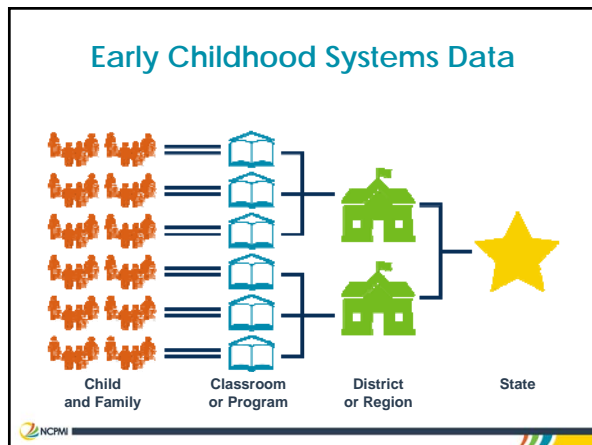 Early Childhood Systems Data
Child
and Family
Classroom
or Program
District
or Region
State
NCPMI